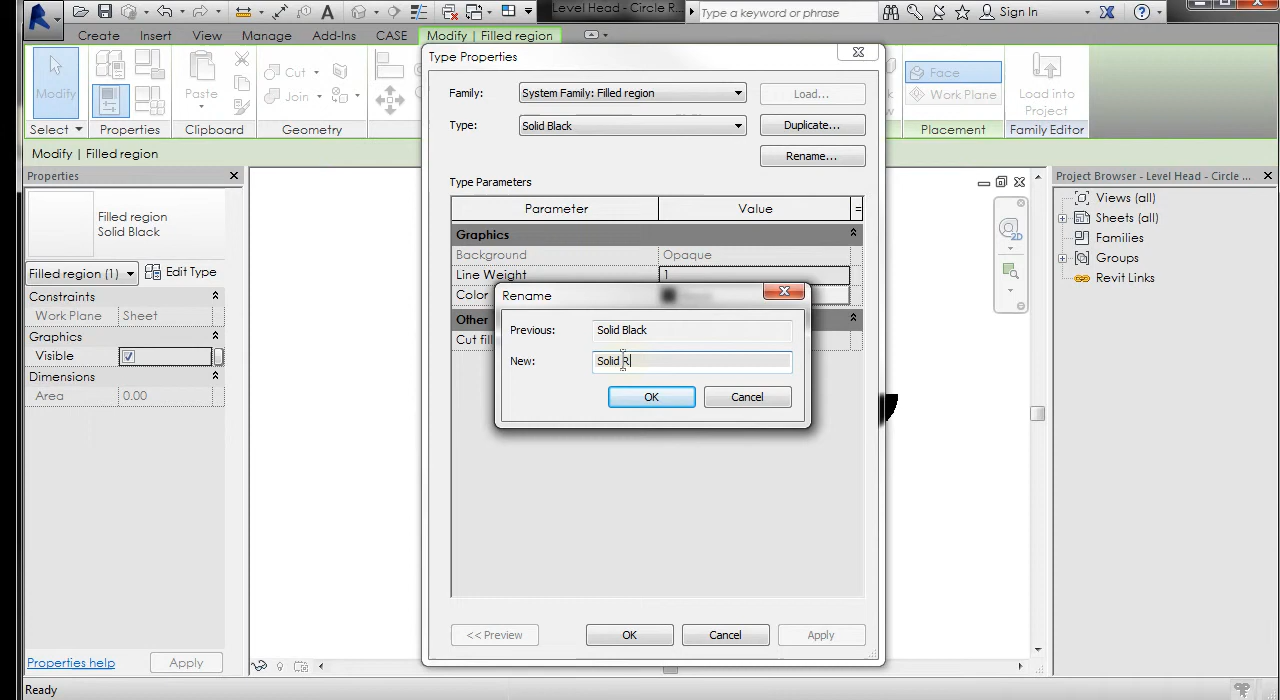 Level Head - Circle R...
Type a keyword or phrase
Sign In
Create
Insert
View
Manage
Add-Ins
CASE
Modify | Filled region
Modify
Select
Properties
Paste
Clipboard
Cut
Join
Geometry
Face
Work Plane
Placement
Load into
Project
Family Editor
Modify | Filled region
Properties
Filled region
Solid Black
Filled region (1)
Edit Type
Constraints
Work Plane
Sheet
Graphics
Visible
Dimensions
Area
0.00
Properties help
Apply
Ready
Type Properties
Family:
System Family: Filled region
Load...
Type:
Solid Black
Duplicate...
Rename...
Type Parameters
Parameter
Value
=
Graphics
Background
Opaque
Line Weight
1
Color
Other
Cut fill
Rename
Previous:
Solid Black
New:
Solid R
OK
Cancel
<< Preview
OK
Cancel
Apply
2D
Project Browser - Level Head - Circle ...
Views (all)
Sheets (all)
Families
Groups
Revit Links